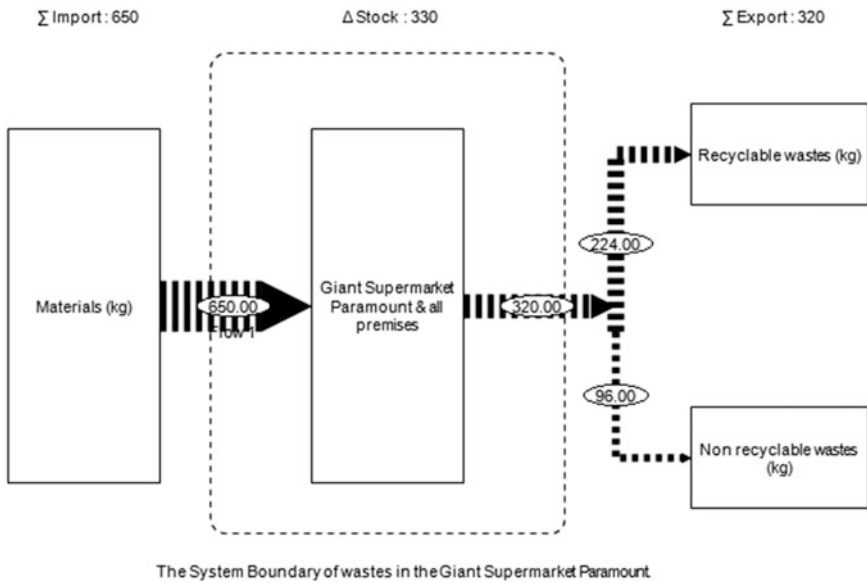 ∑ Import : 650
Δ Stock : 330
∑ Export : 320
Recyclable wastes (kg)
224.00
Materials (kg)
650.00
Flow 1
Giant Supermarket
Paramount & all
premises
320.00
96.00
Non recyclable wastes
(kg)
The System Boundary of wastes in the Giant Supermarket Paramount.